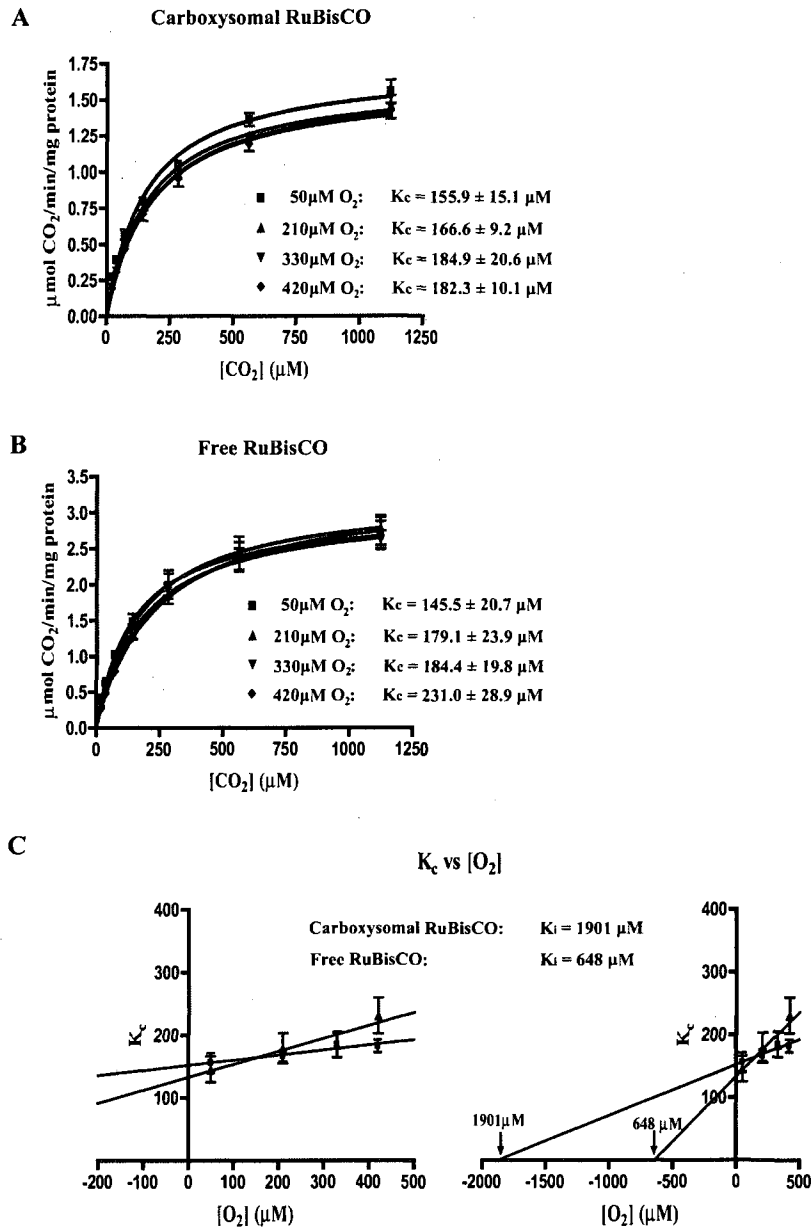 A
Carboxysomal RuBisCO
μmol CO2/min/mg protein
1.75
1.50
1.25
1.00
0.75
0.50
0.25
0.00
50μM O2: Kc = 155.9 ± 15.1 μM
210μM O2: Kc = 166.6 ± 9.2 μM
330μM O2: Kc = 184.9 ± 20.6 μM
420μM O2: Kc = 182.3 ± 10.1 μM
0 250 500 750 1000 1250
[CO2] (μM)
B
Free RuBisCO
μmol CO2/min/mg protein
3.5
3.0
2.5
2.0
1.5
1.0
0.5
0.0
50μM O2: Kc = 145.5 ± 20.7 μM
210μM O2: Kc = 179.1 ± 23.9 μM
330μM O2: Kc = 184.4 ± 19.8 μM
420μM O2: Kc = 231.0 ± 28.9 μM
0 250 500 750 1000 1250
[CO2] (μM)
C
Kc vs [O2]
Carboxysomal RuBisCO: Ki = 1901 μM
Free RuBisCO: Ki = 648 μM
400
300
200
100
Kc
-200 -100 0 100 200 300 400 500
[O2] (μM)
400
300
200
100
Kc
1901μM
648 μM
-2000 -1500 -1000 -500 0 500
[O2] (μM)